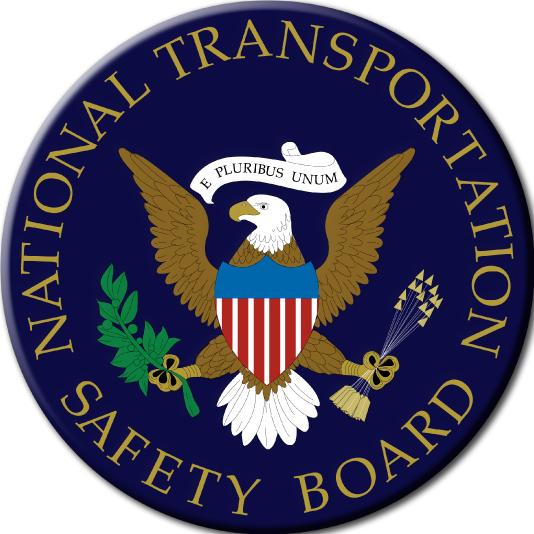 NATIONAL TRANSPORTATION
SAFETY BOARD
E PLURIBUS UNUM